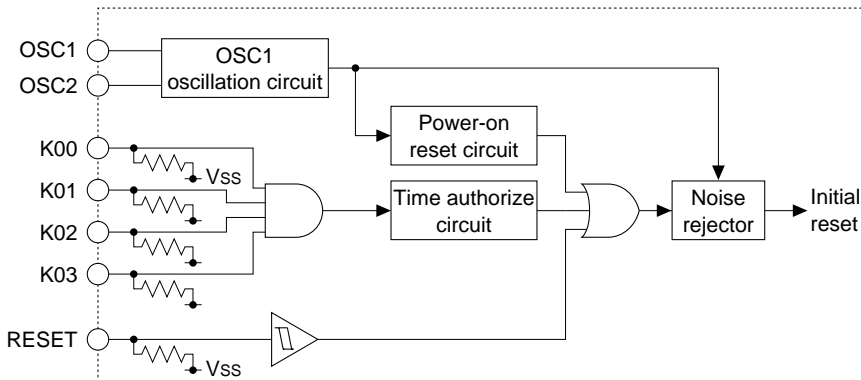 OSC1
OSC2
OSC1
oscillation circuit
Power-on
reset circuit
K00
VSS
K01
Time authorize
circuit
Noise
rejector
Initial
reset
K02
K03
RESET
VSS